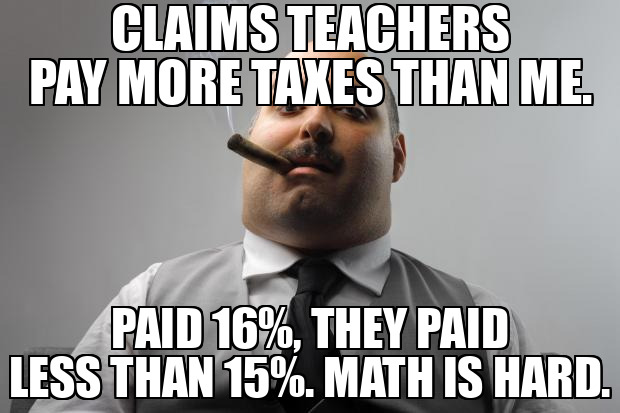 CLAIMS TEACHERS
PAY MORE TAXES THAN ME.
PAID 16%, THEY PAID
LESS THAN 15%. MATH IS HARD.